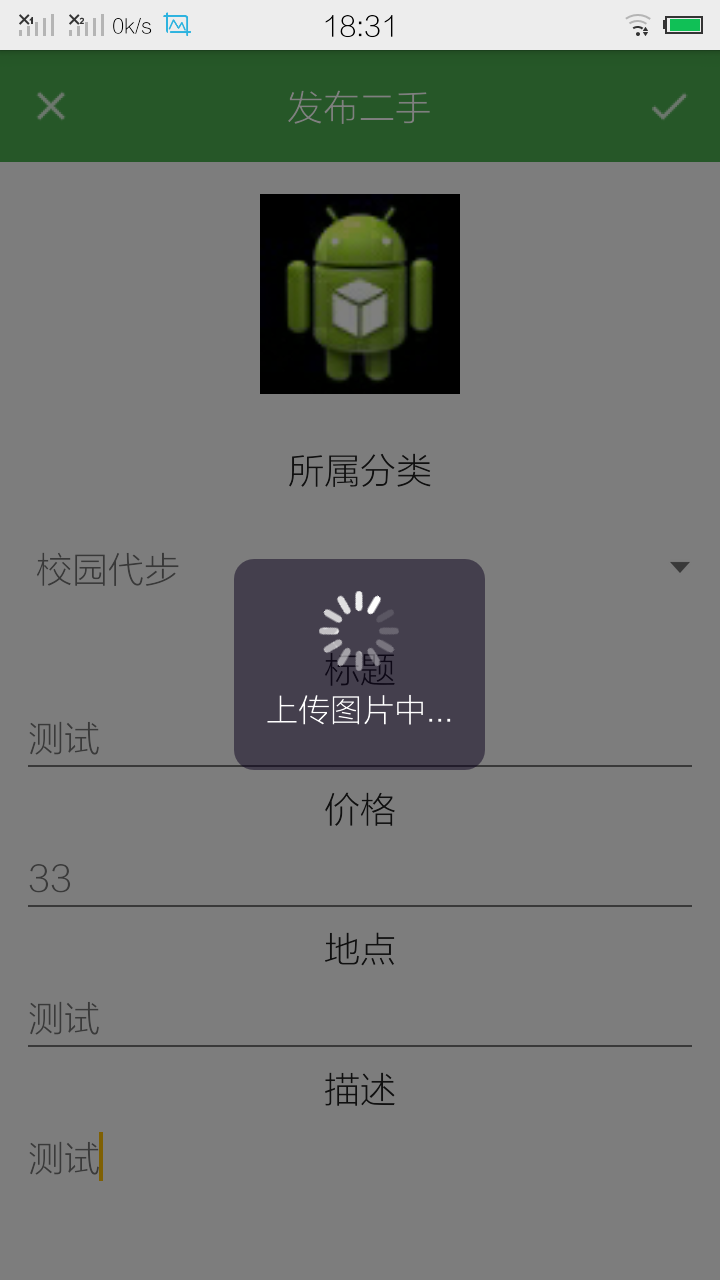 0k/s 18:31
发布二手
所属分类
校园代步
标题
上传图片中...
测试
价格
33
地点
测试
描述
测试